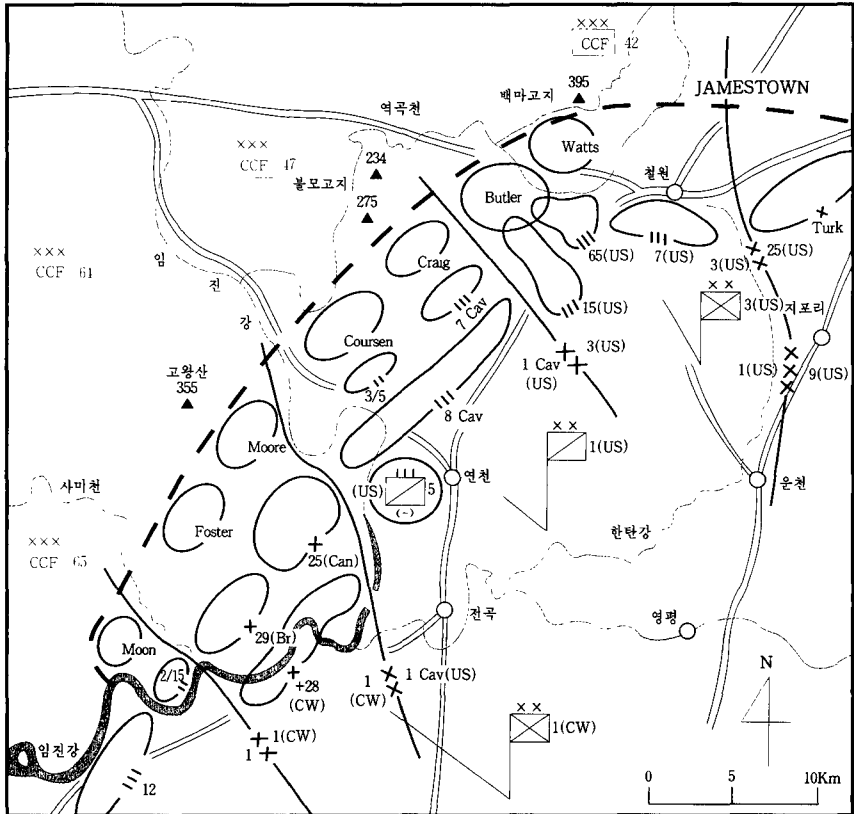 ×××
CCF 42
395
백마고지
JAMESTOWN
역곡천
Watts
×××
CCF 47
234
불모고지
275
철원
Butler
Turk
65(US)
7(US)
25(US)
3(US)
Craig
×××
CCF 61
임
진
강
7 Cav
15(US)
××
3(US)
지포리
Coursen
3/5
3(US)
1 Cav
(US)
1(US)
9(US)
고왕산
355
8 Cav
Moore
××
1(US)
(US)
5
(-)
연천
운천
사미천
Foster
×××
CCF 65
25(Can)
한탄강
전곡
영평
29(Br)
Moon
2/15
+28
(CW)
1
(CW)
1 Cav(US)
N
××
1(CW)
1(CW)
1
임진강
12
0 5 10Km